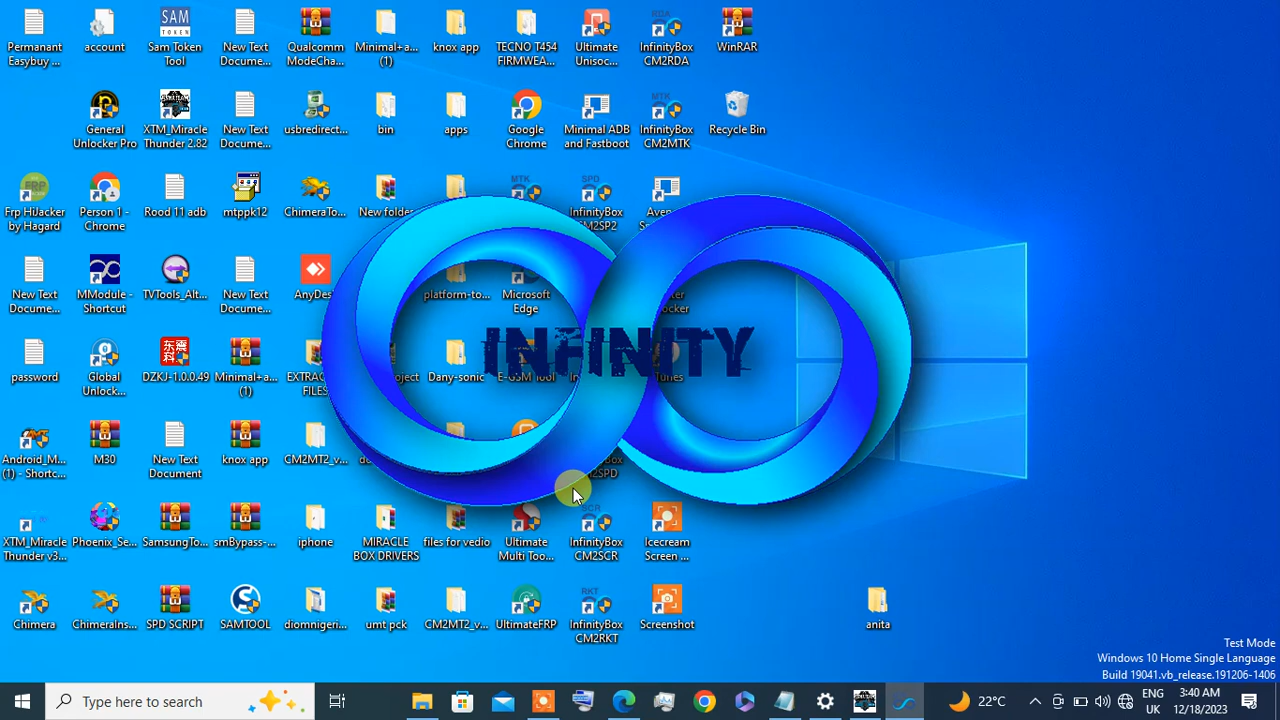 Permanant
Easybuy ...
account
Sam Token
Tool
New Text
Docume...
Qualcomm
ModeCha...
Minimal+a...
(1)
knox app
TECNO T454
FIRMWEA...
Ultimate
Unisoc...
InfinityBox
CM2RDA
WinRAR
General
Unlocker Pro
XTM_Miracle
Thunder 2.82
New Text
Docume...
usbredirect...
bin
apps
Google
Chrome
Minimal ADB
and Fastboot
InfinityBox
CM2MTK
Recycle Bin
Frp HiJacker
by Hagard
Person 1 -
Chrome
Rood 11 adb
mtppk12
ChimeraTo...
New folder
InfinityBox
CM2SP2
New Text
Docume...
MModule -
Shortcut
TVTools_Alt...
New Text
Docume...
AnyDes
platform-to...
Microsoft
Edge
INFINITY
password
Global
Unlock...
DZKJ-1.0.0.49
Minimal+a...
(1)
EXTRAC
FILES
Dany-sonic
E-GSM Tool
Android_M...
(1) - Shortc...
M30
New Text
Document
knox app
CM2MT2_v...
XTM_Miracle
Thunder v3...
Phoenix_Se...
SamsungTo...
smBypass-...
iphone
MIRACLE
BOX DRIVERS
files for vedio
Ultimate
Multi Too...
InfinityBox
CM2SCR
Icecream
Screen ...
Chimera
ChimeraIns...
SPD SCRIPT
SAM
TOKEN
SAMTOOL
diomnigeri...
umt pck
CM2MT2_v...
UltimateFRP
InfinityBox
CM2RKT
Screenshot
anita
Test Mode
Windows 10 Home Single Language
Build 19041.vb_release.191206-1406
Type here to search
22°C
ENG
UK
3:40 AM
12/18/2023